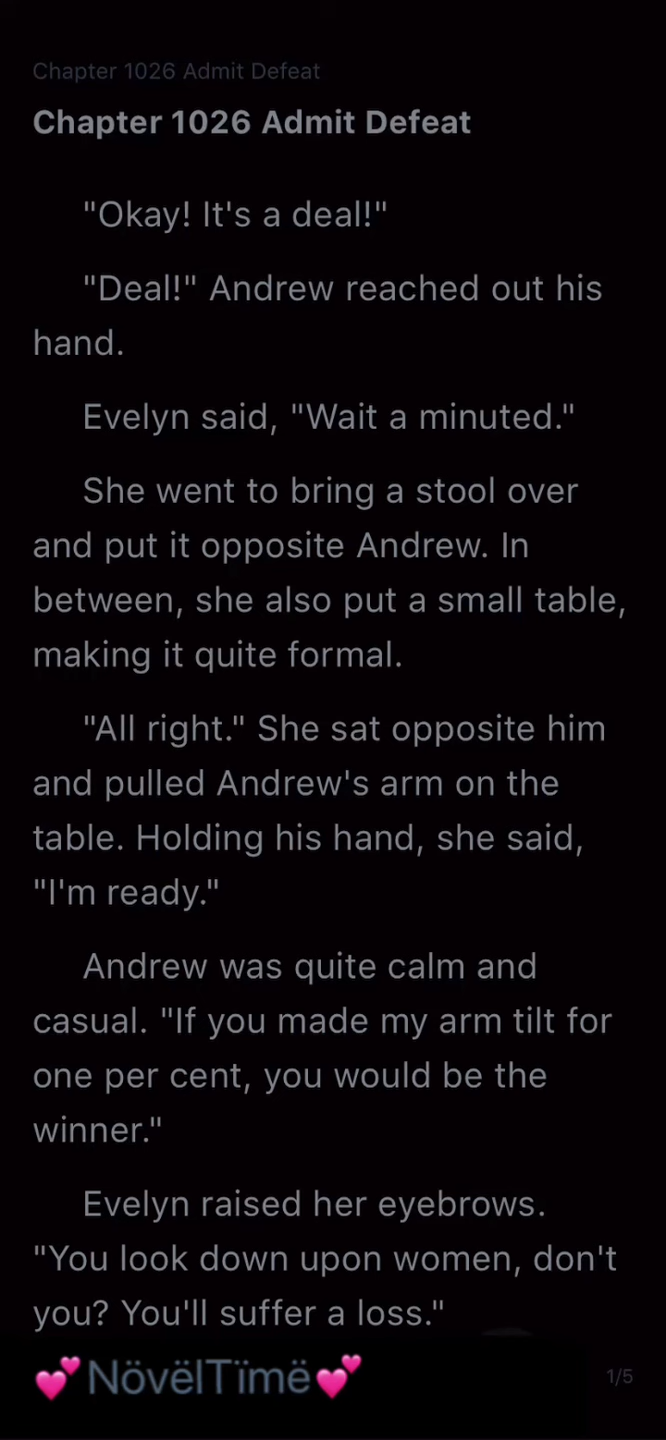 Chapter 1026 Admit Defeat
Chapter 1026 Admit Defeat
"Okay! It's a deal!"
"Deal!" Andrew reached out his
hand.
Evelyn said, "Wait a minuted."
She went to bring a stool over
and put it opposite Andrew. In
between, she also put a small table,
making it quite formal.
"All right." She sat opposite him
and pulled Andrew's arm on the
table. Holding his hand, she said,
"I'm ready."
Andrew was quite calm and
casual. "If you made my arm tilt for
one per cent, you would be the
winner."
Evelyn raised her eyebrows.
"You look down upon women, don't
you? You'll suffer a loss."
💕NövëlTïmë💕
1/5